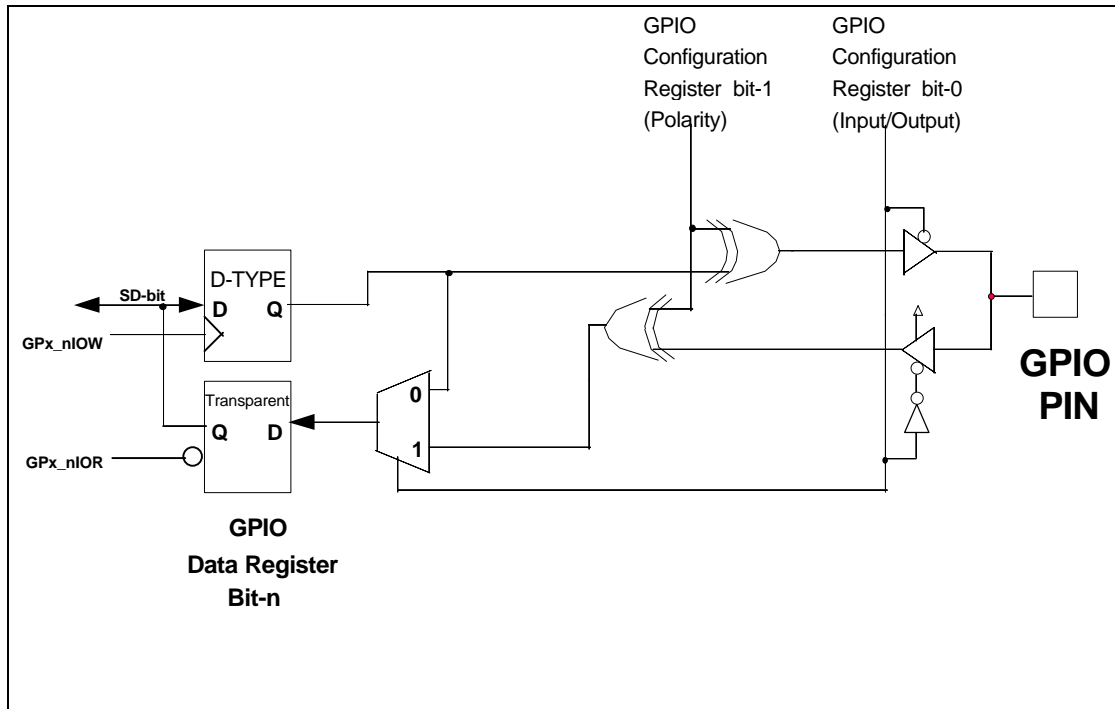 GPIO
Configuration
Register bit-1
(Polarity)
GPIO
Configuration
Register bit-0
(Input/Output)
D-TYPE
D
Q
SD-bit
GPx_nIOW
Transparent
Q
D
GPx_nIOR
0
1
GPIO
Data Register
Bit-n
GPIO
PIN